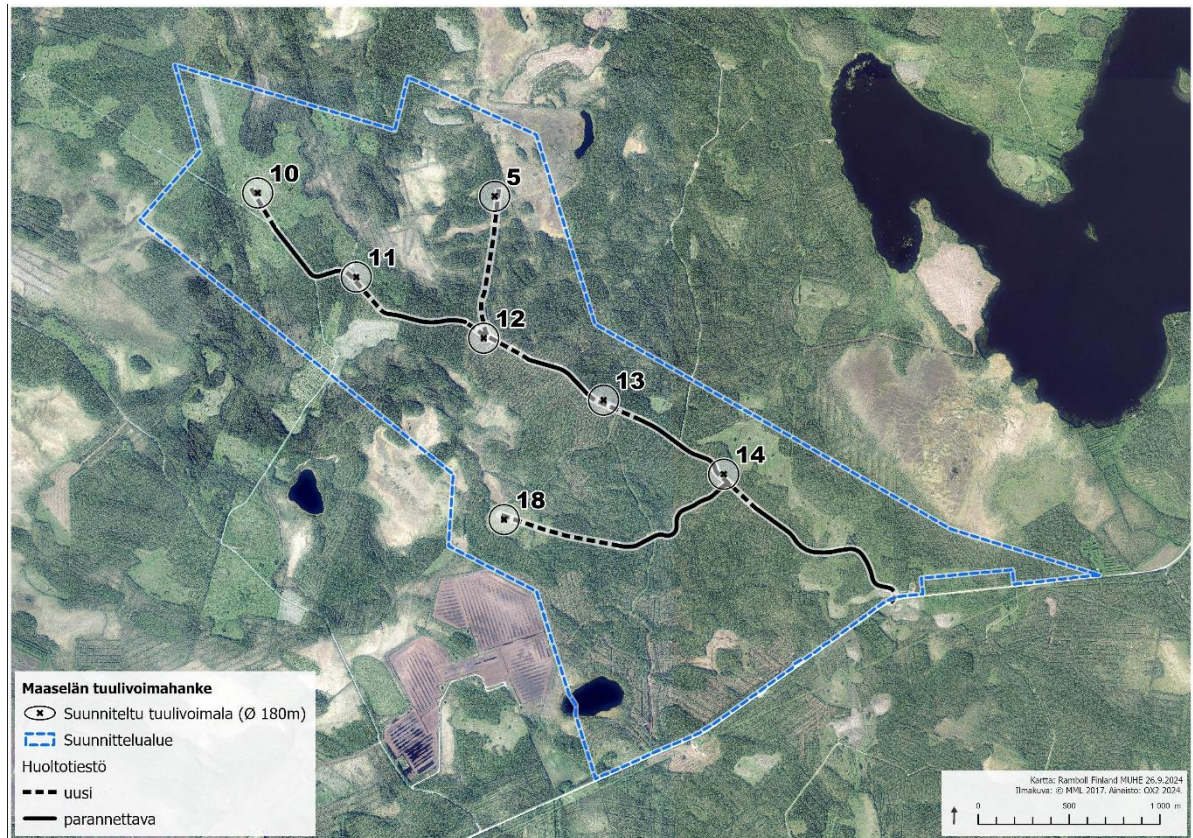 10
5
11
12
13
14
18
Maaselän tuulivoimahanke
Suunniteltu tuulivoimala (Ø 180m)
Suunnittelualue
Huoltotiestö
uusi
parannettava
Kartta: Ramboll Finland MUHE 26.9.2024
Ilmakuva: © MML 2017. Aineisto: OX2 2024.
0 500 1 000 m